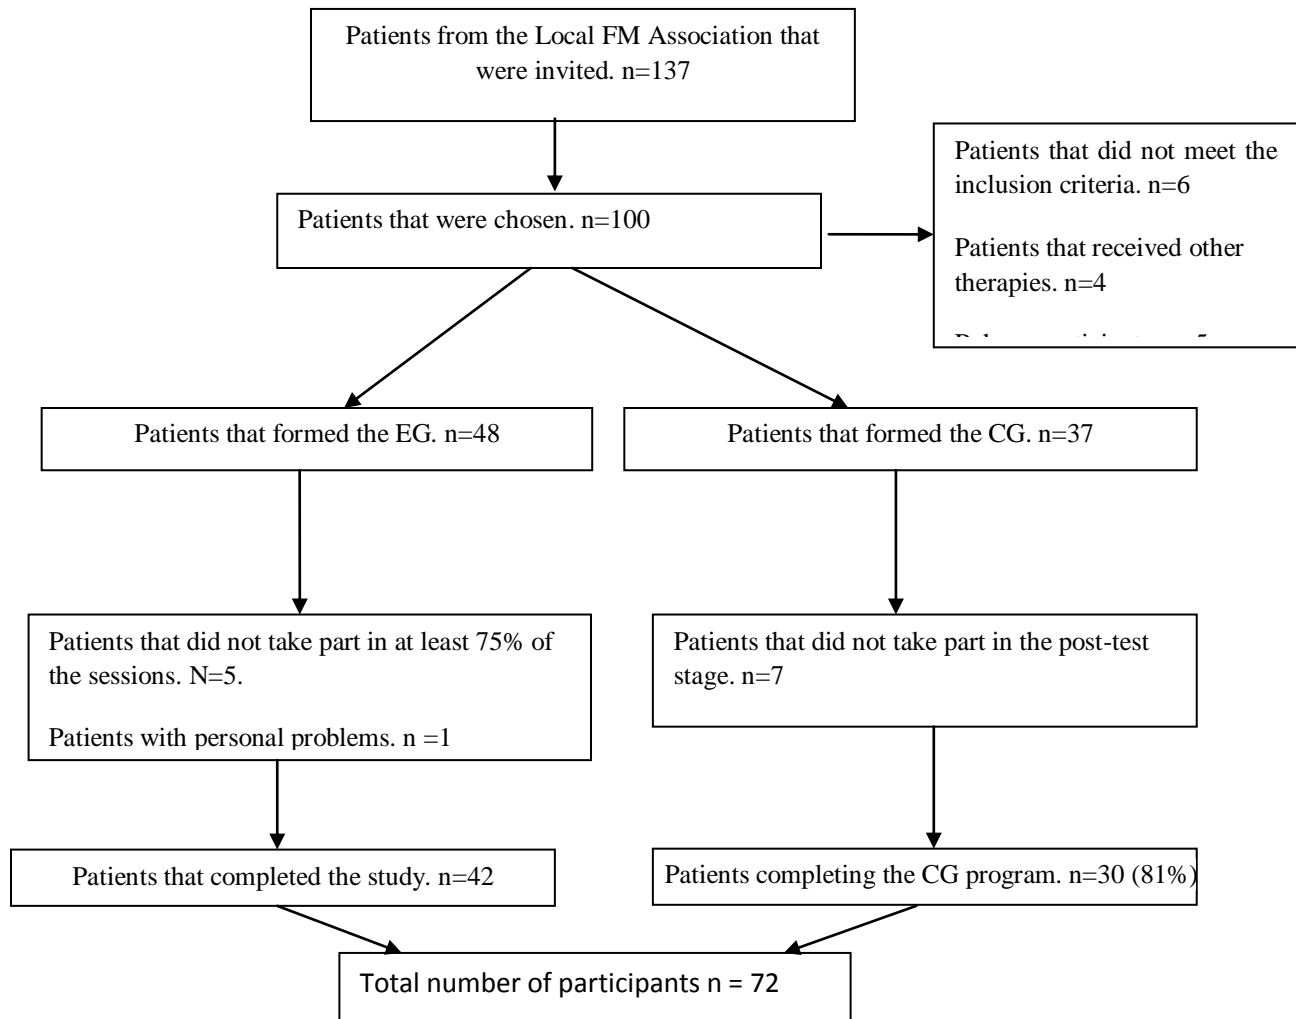 Patients from the Local FM Association that
were invited. n=137
Patients that did not meet the
inclusion criteria. n=6
Patients that received other
therapies. n=4
Patients that were chosen. n=100
Patients that formed the EG. n=48
Patients that formed the CG. n=37
Patients that did not take part in at least 75% of
the sessions. N=5.
Patients with personal problems. n =1
Patients that did not take part in the post-test
stage. n=7
Patients that completed the study. n=42
Patients completing the CG program. n=30 (81%)
Total number of participants n = 72